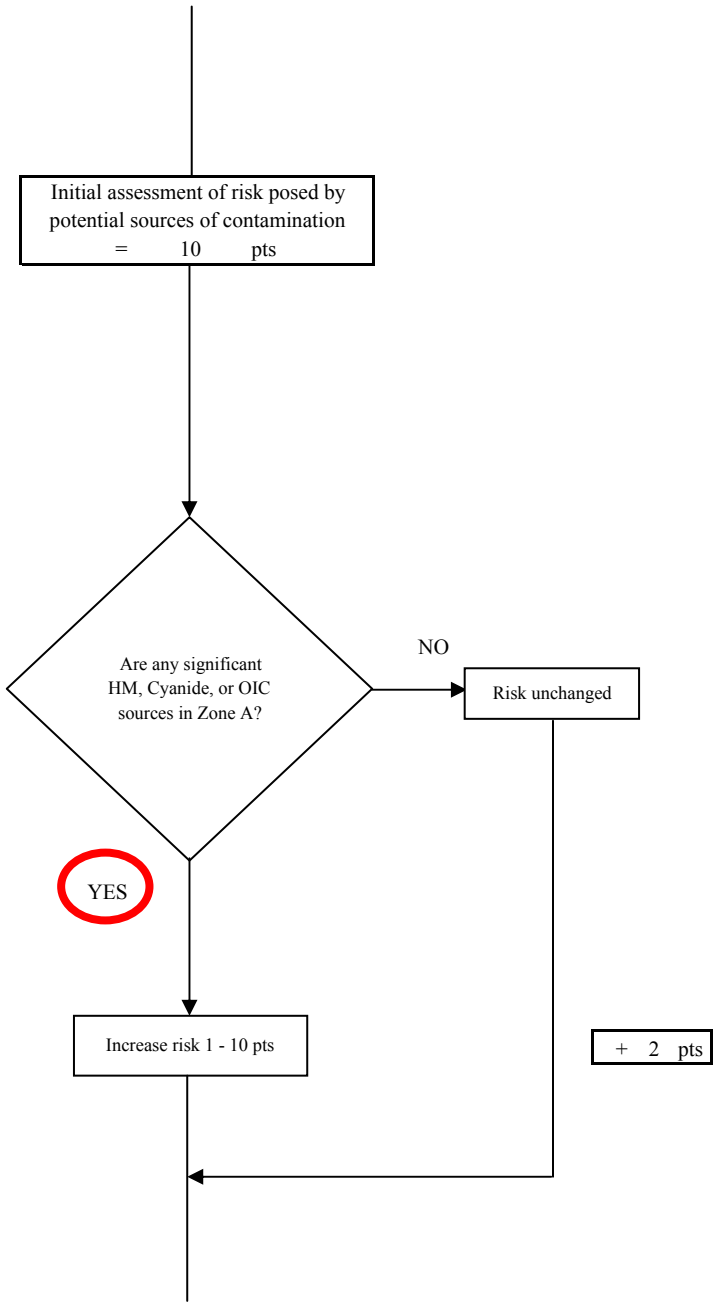 Initial assessment of risk posed by
potential sources of contamination
= 10 pts
Are any significant
HM, Cyanide, or OIC
sources in Zone A?
NO
Risk unchanged
YES
Increase risk 1 - 10 pts
+ 2 pts